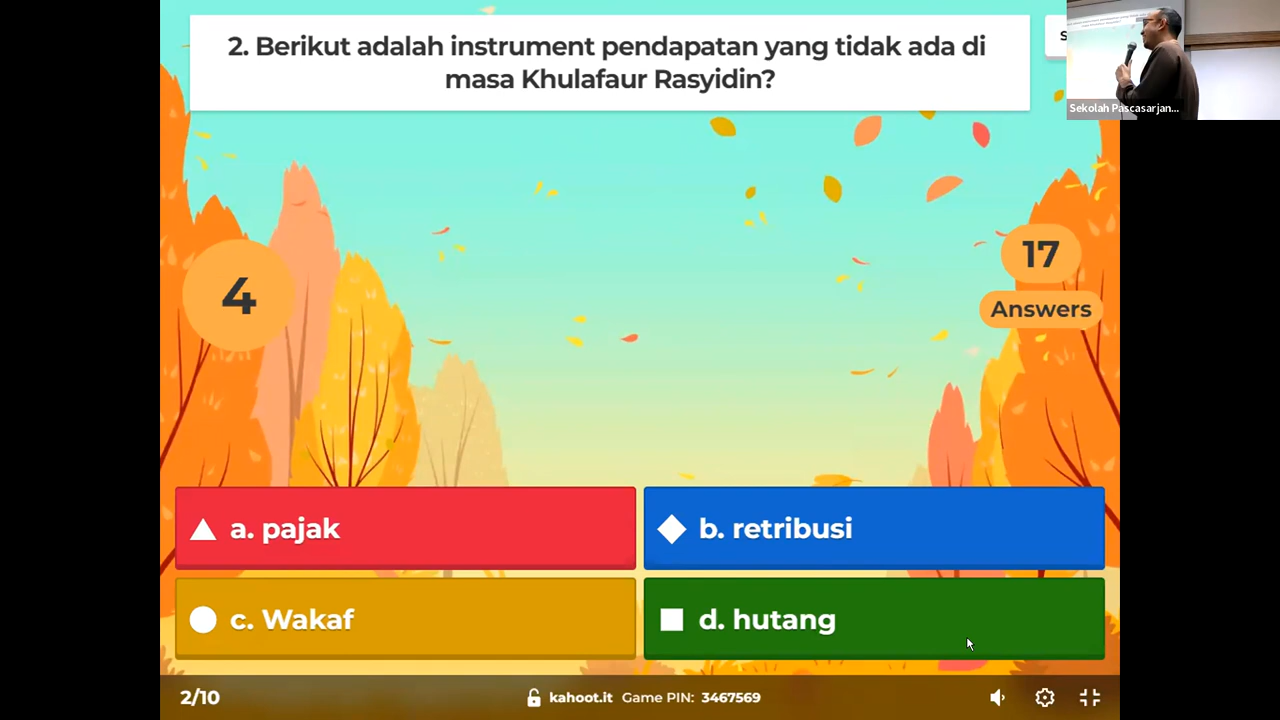 2. Berikut adalah instrument pendapatan yang tidak ada di
masa Khulafaur Rasyidin?
S
Sekolah Pascasarjan...
4
17
Answers
a. pajak
b. retribusi
c. Wakaf
d. hutang
2/10
kahoot.it Game PIN: 3467569